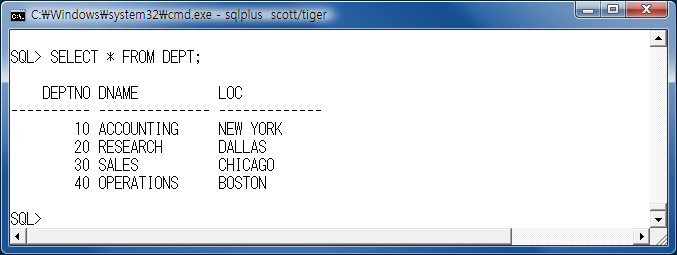 C:₩Windows₩system32₩cmd.exe - sqlplus  scott/tiger
SQL> SELECT * FROM DEPT;
    DEPTNO DNAME          LOC
---------- -------------- -------------
        10 ACCOUNTING     NEW YORK
        20 RESEARCH       DALLAS
        30 SALES          CHICAGO
        40 OPERATIONS     BOSTON
SQL>